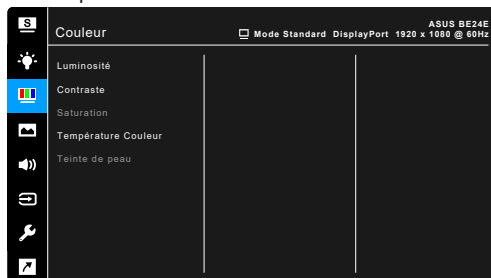 S
Couleur
ASUS BE24E
Mode Standard DisplayPort 1920 x 1080 @ 60Hz
Luminosité
Contraste
Saturation
Température Couleur
Teinte de peau